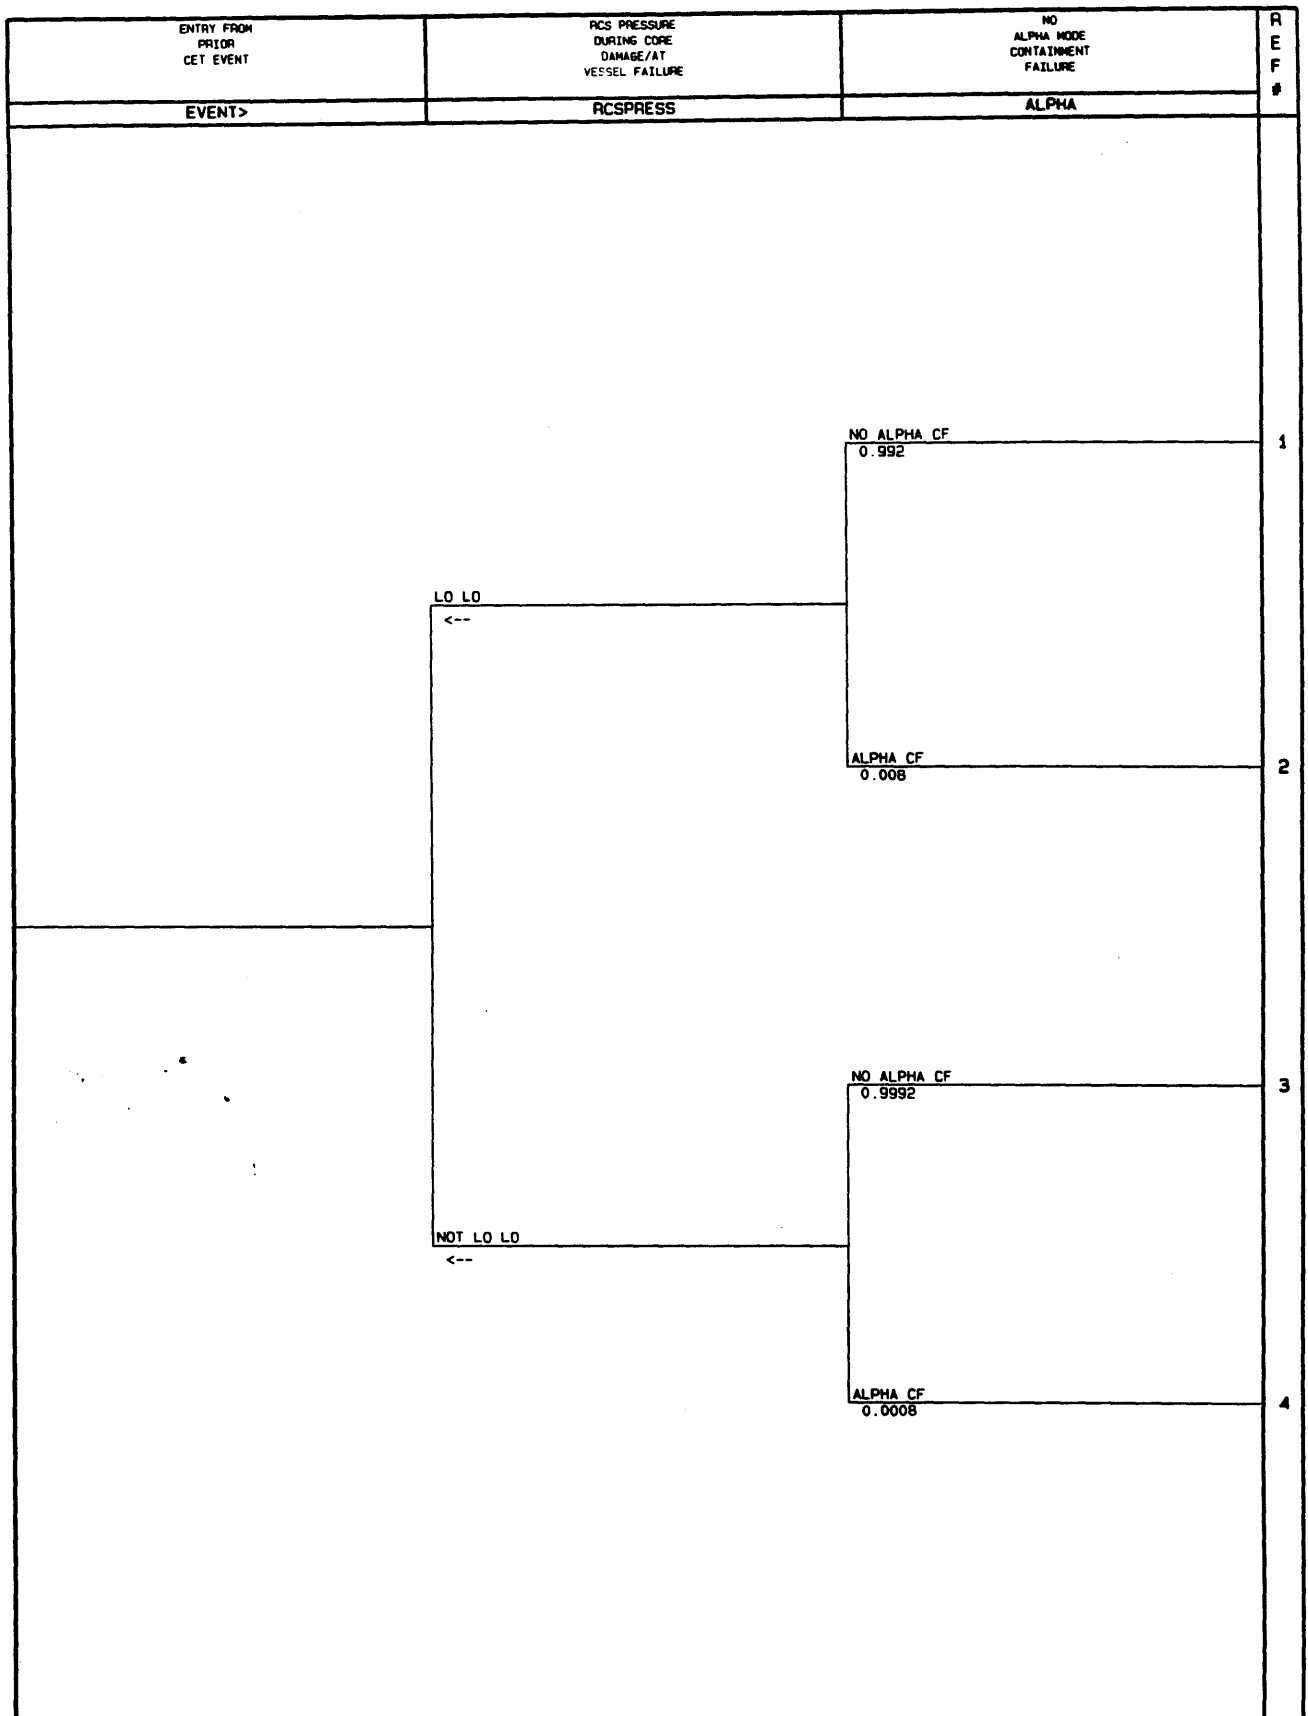 ENTRY FROM
PRIOR
CET EVENT
RCS PRESSURE
DURING CORE
DAMAGE/AT
VESSEL FAILURE
NO
ALPHA MODE
CONTAINMENT
FAILURE
R
E
F
#
EVENT>
RCSPRESS
ALPHA
NO ALPHA CF
0.992
1
LO LO
<--
ALPHA CF
0.008
2
NO ALPHA CF
0.9992
3
NOT LO LO
<--
ALPHA CF
0.0008
4